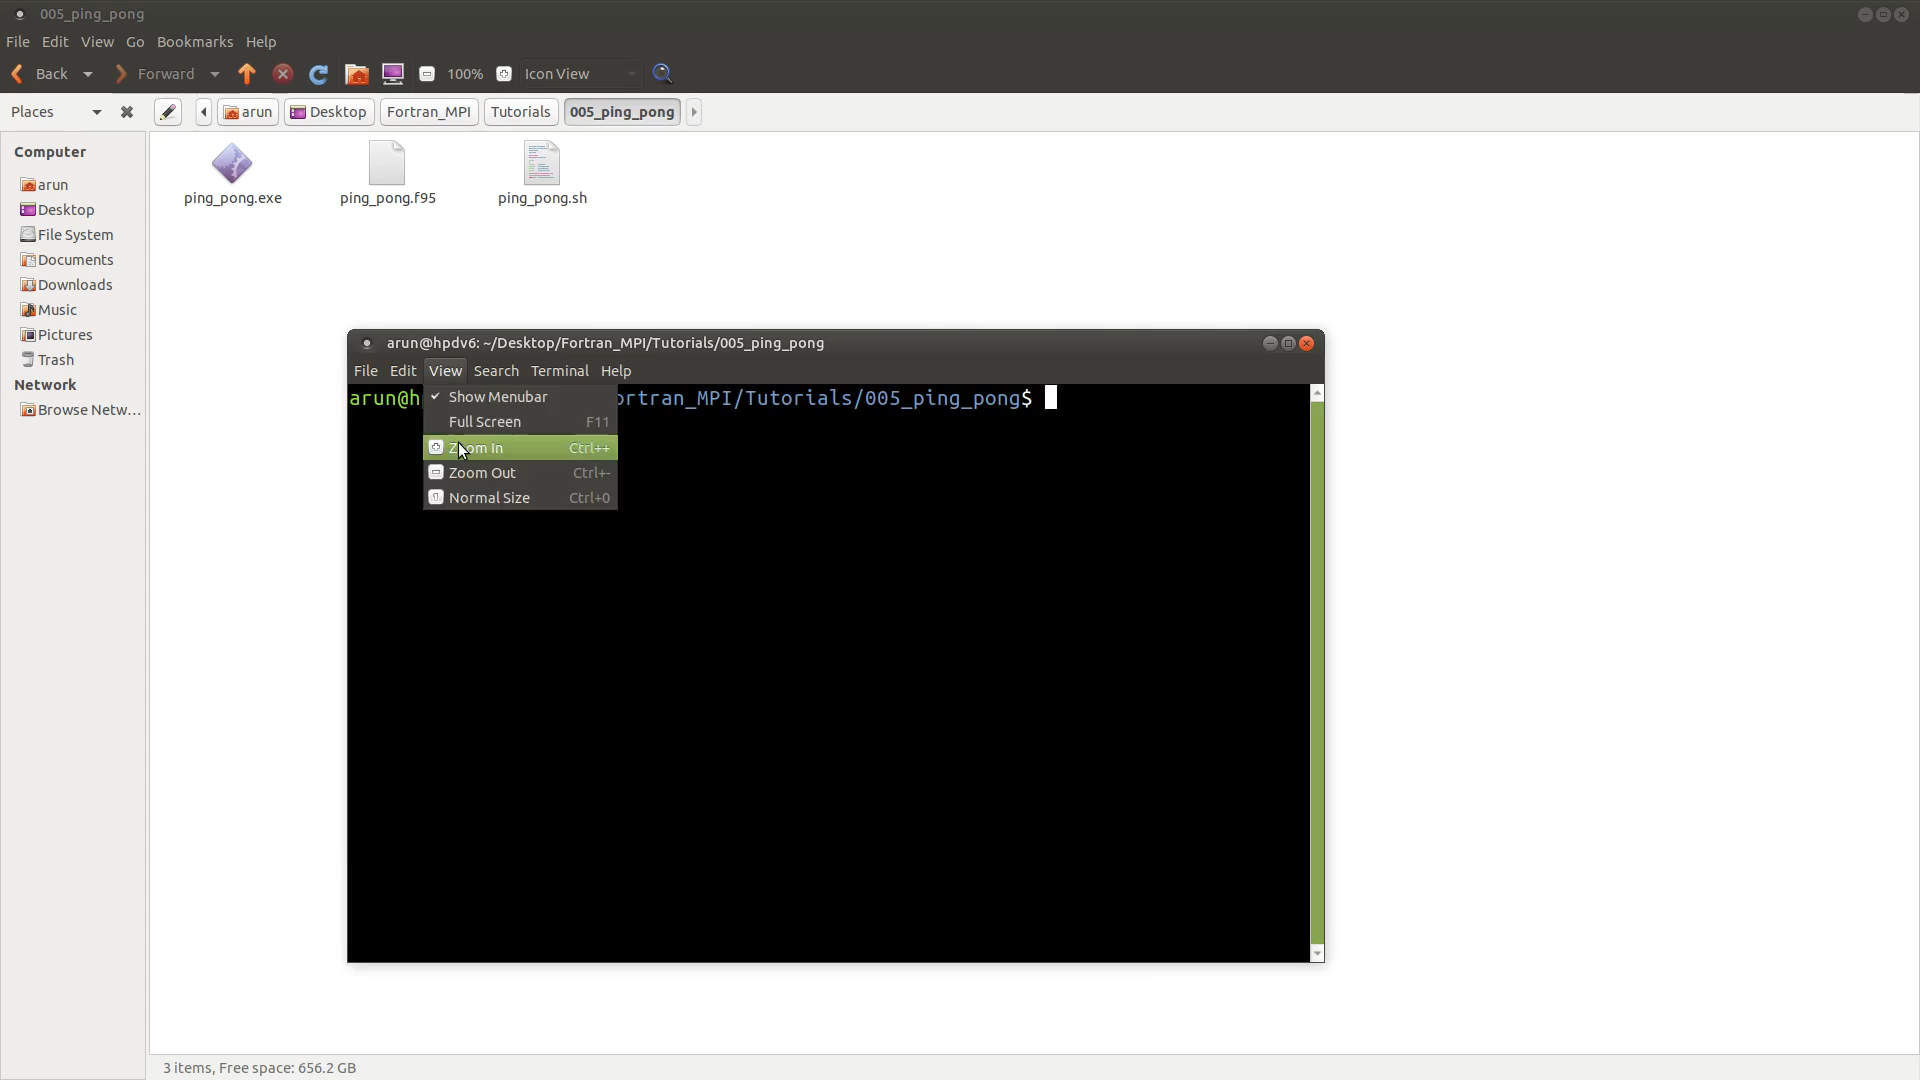 005_ping_pong
File Edit View Go Bookmarks Help
Back Forward 100% Icon View
Places arun Desktop Fortran_MPI Tutorials 005_ping_pong
Computer
arun
Desktop
File System
Documents
Downloads
Music
Pictures
Trash
Network
Browse Netw...
ping_pong.exe ping_pong.f95 ping_pong.sh
arun@hpdv6: ~/Desktop/Fortran_MPI/Tutorials/005_ping_pong
File Edit View Search Terminal Help
arun@h ortran_MPI/Tutorials/005_ping_pong$
Show Menubar
Full Screen F11
Zoom In Ctrl++
Zoom Out Ctrl+-
Normal Size Ctrl+0
3 items, Free space: 656.2 GB